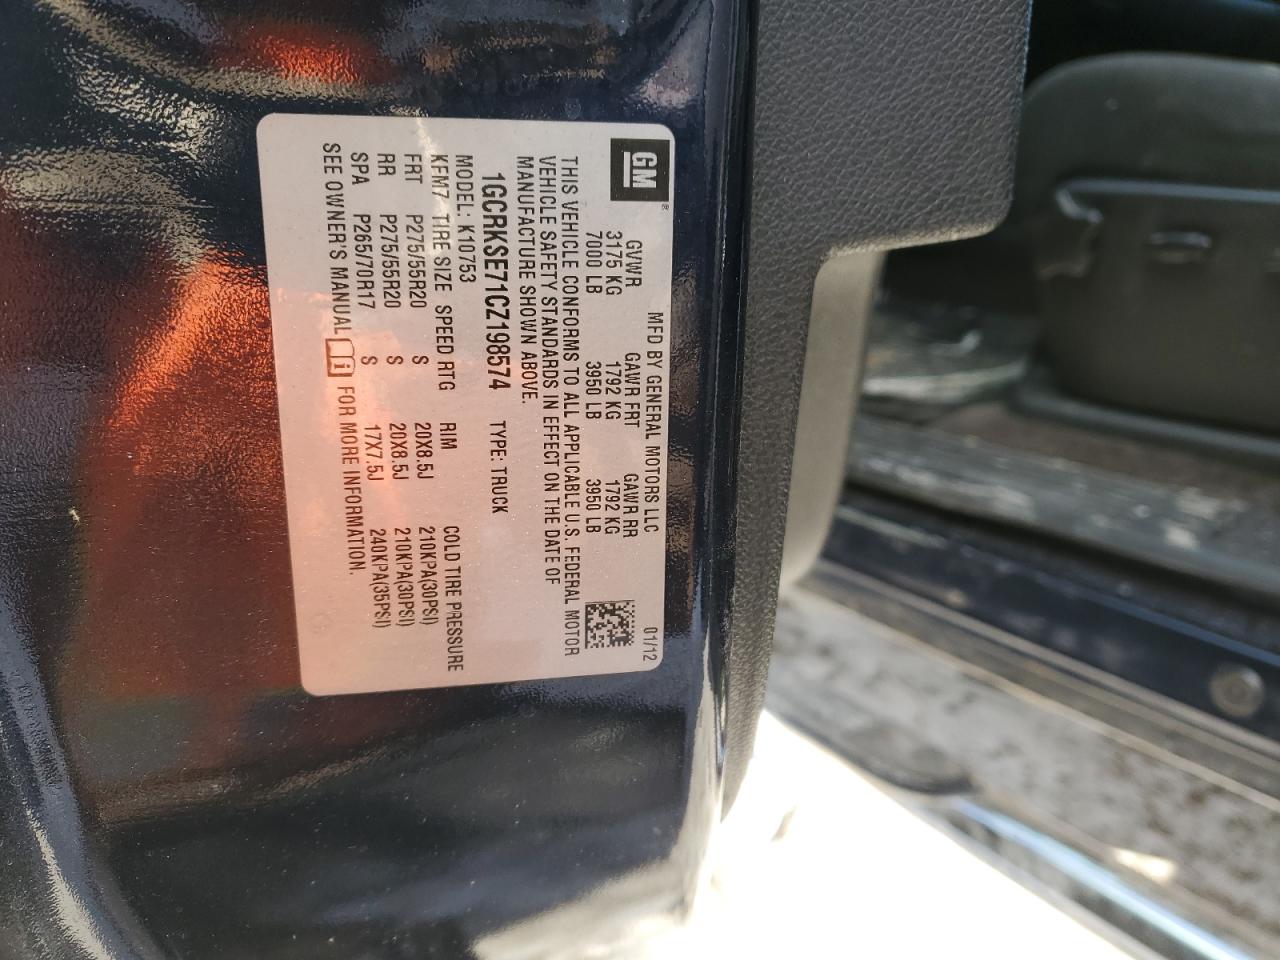 GM®
MFD BY GENERAL MOTORS LLC 01/12
GVWR GAWR FRT GAWR RR
3175 KG 1792 KG 1792 KG
7000 LB 3950 LB 3950 LB
THIS VEHICLE CONFORMS TO ALL APPLICABLE U.S. FEDERAL MOTOR
VEHICLE SAFETY STANDARDS IN EFFECT ON THE DATE OF
MANUFACTURE SHOWN ABOVE.
1GCRKSE71CZ198574 TYPE: TRUCK
MODEL: K10753
KFM7 TIRE SIZE SPEED RTG RIM COLD TIRE PRESSURE
FRT P275/55R20 S 20X8.5J 210KPA(30PSI)
RR P275/55R20 S 20X8.5J 210KPA(30PSI)
SPA P265/70R17 S 17X7.5J 240KPA(35PSI)
SEE OWNER'S MANUAL i FOR MORE INFORMATION.